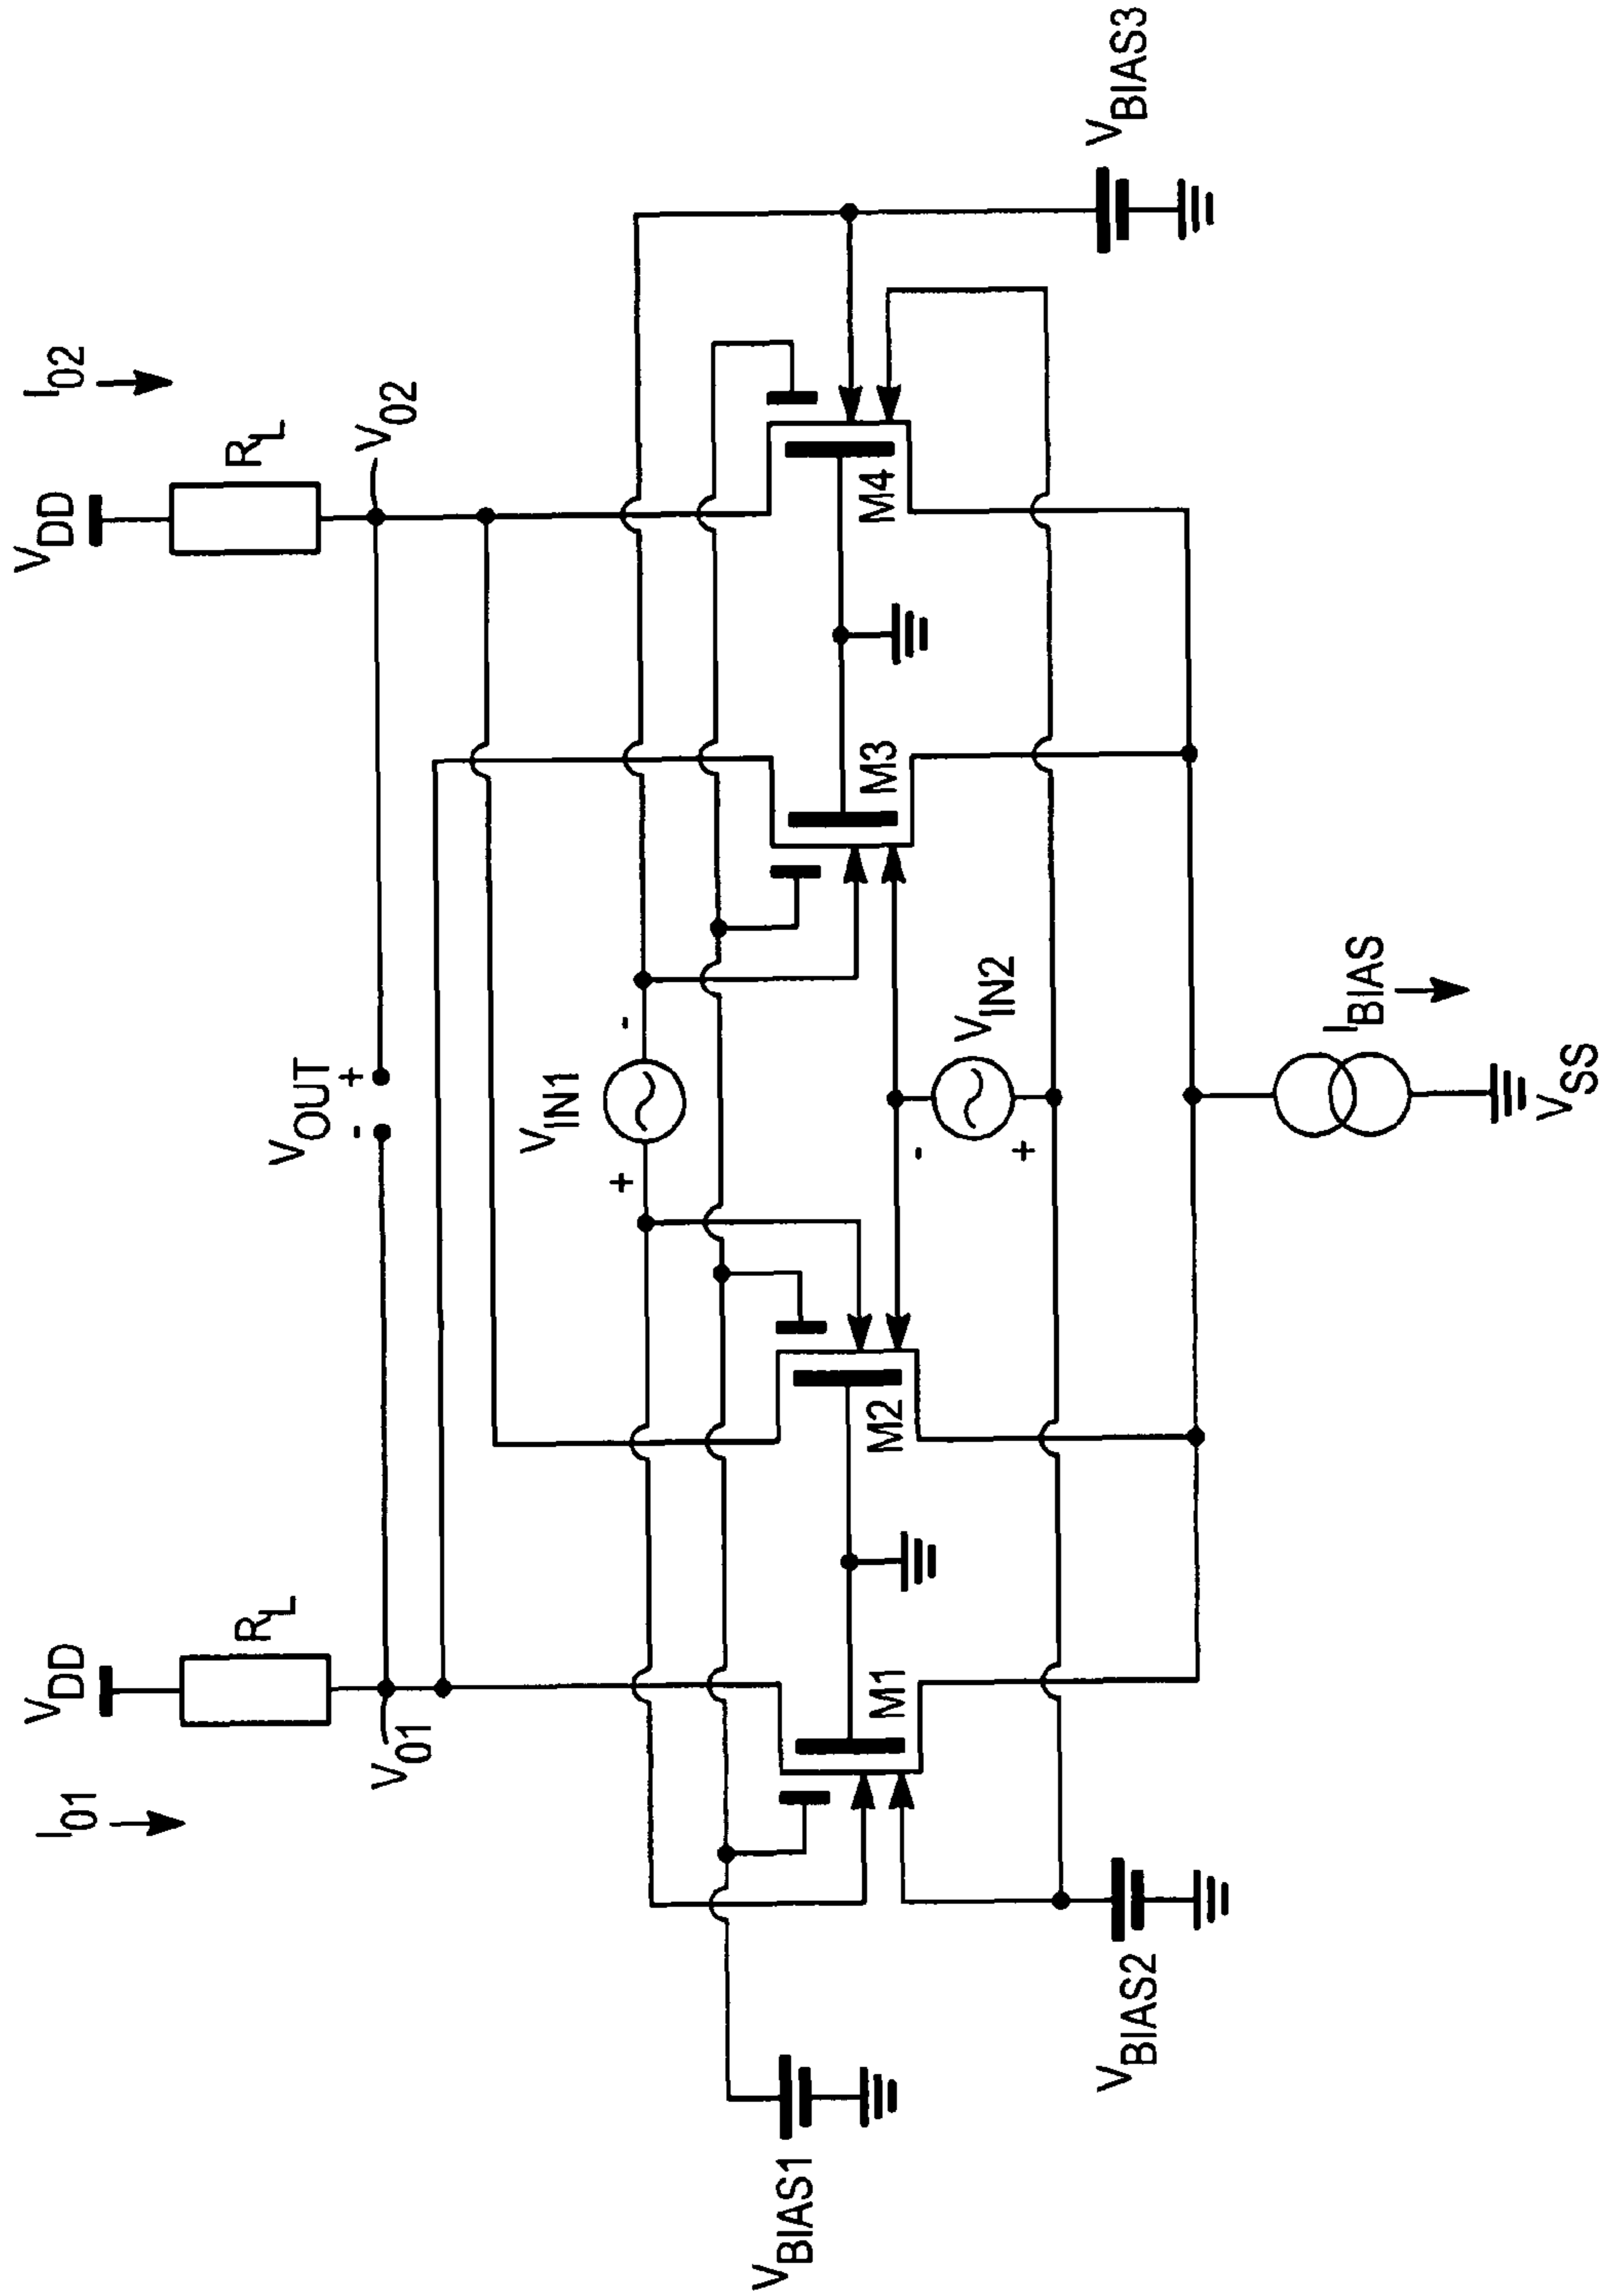 I01
VDD
RL
V01
VOUT
- +
VDD
RL
V02
I02
VIN1
+ -
M1
M2
M3
M4
VIN2
-
+
VBIAS1
VBIAS2
VBIAS3
IBIAS
VSS